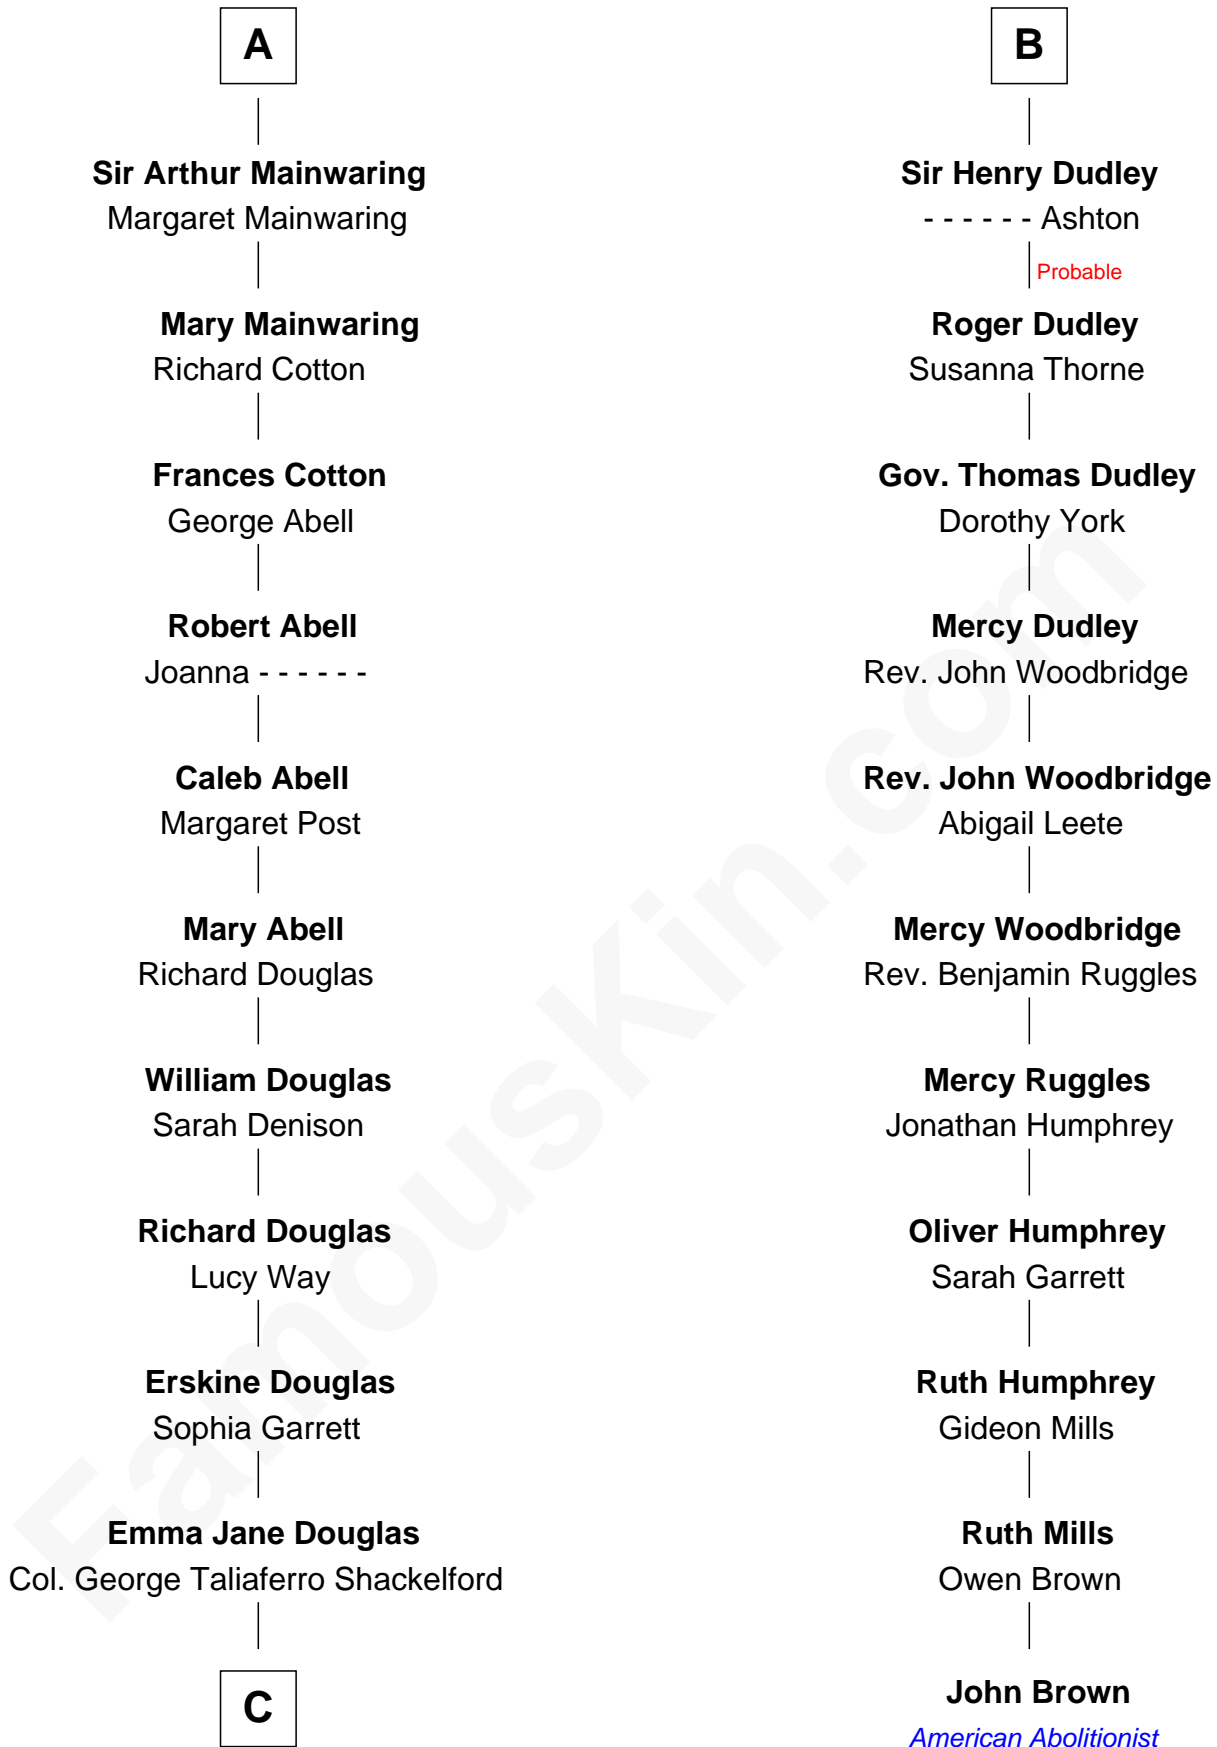 A
Sir Arthur Mainwaring
Margaret Mainwaring
Mary Mainwaring
Richard Cotton
Frances Cotton
George Abell
Robert Abell
Joanna - - - - - -
Caleb Abell
Margaret Post
Mary Abell
Richard Douglas
William Douglas
Sarah Denison
Richard Douglas
Lucy Way
Erskine Douglas
Sophia Garrett
Emma Jane Douglas
Col. George Taliaferro Shackelford
C
B
Sir Henry Dudley
- - - - - - Ashton
Probable
Roger Dudley
Susanna Thorne
Gov. Thomas Dudley
Dorothy York
Mercy Dudley
Rev. John Woodbridge
Rev. John Woodbridge
Abigail Leete
Mercy Woodbridge
Rev. Benjamin Ruggles
Mercy Ruggles
Jonathan Humphrey
Oliver Humphrey
Sarah Garrett
Ruth Humphrey
Gideon Mills
Ruth Mills
Owen Brown
John Brown
American Abolitionist
FamousKin.com